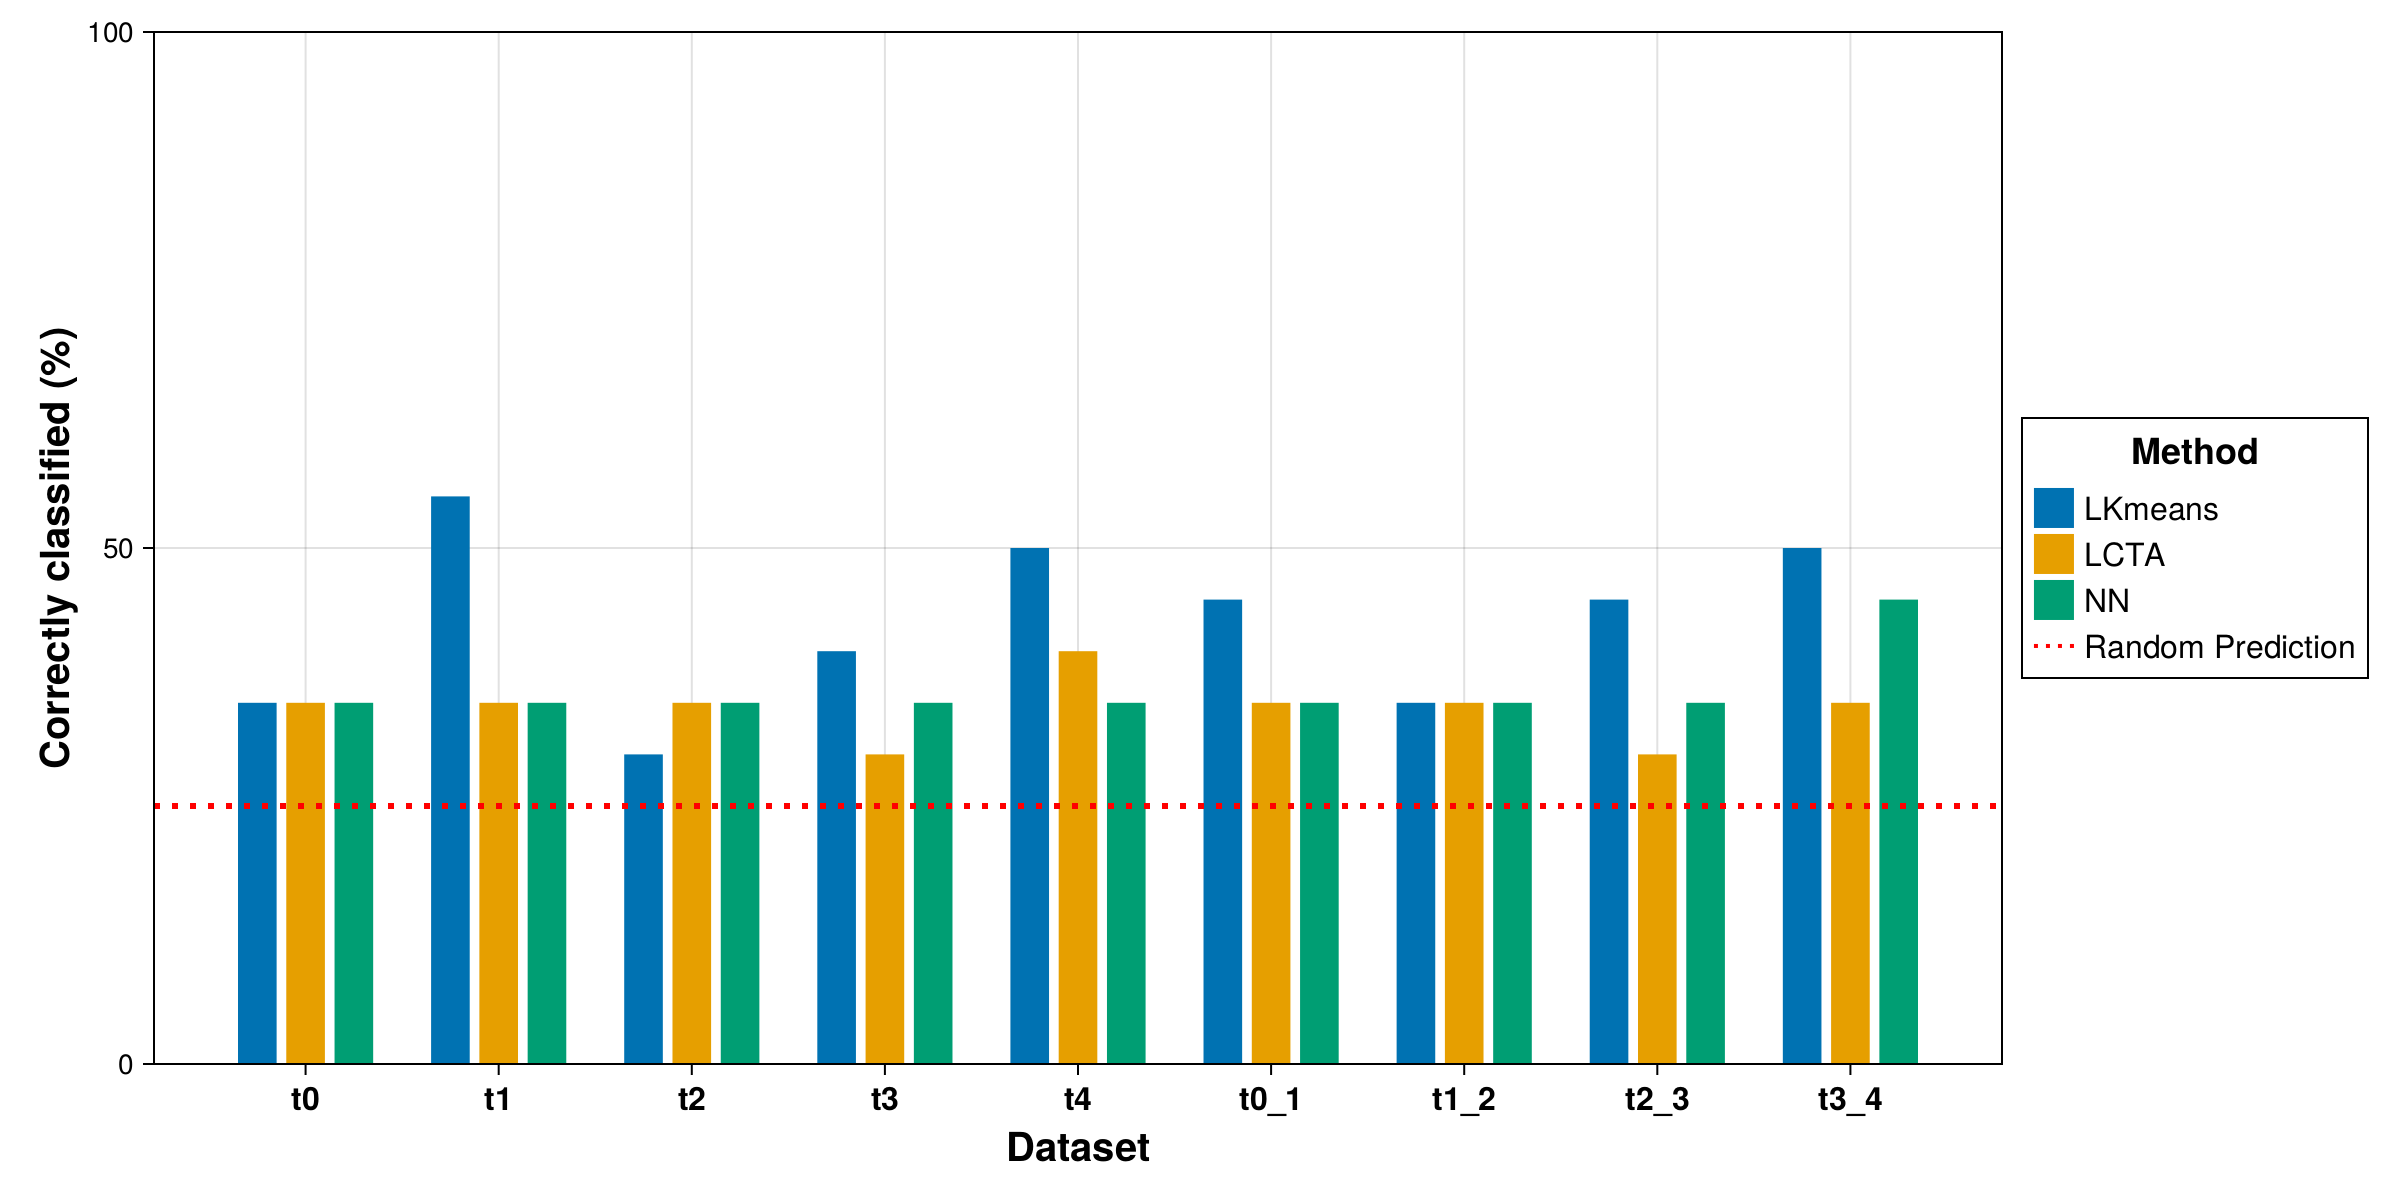 Correctly classified (%)
100
50
0
t0 t1 t2 t3 t4 t0_1 t1_2 t2_3 t3_4
Dataset
Method
LKmeans
LCTA
NN
Random Prediction